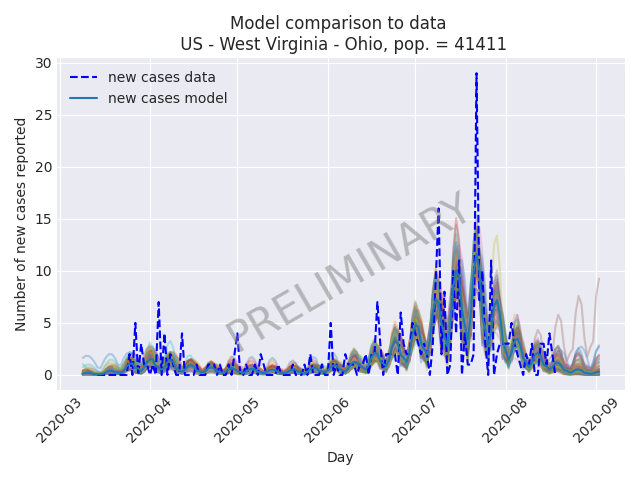 Model comparison to data
US - West Virginia - Ohio, pop. = 41411
30
25
20
15
10
5
0
Number of new cases reported
new cases data
new cases model
PRELIMINARY
2020-03
2020-04
2020-05
2020-06
2020-07
2020-08
2020-09
Day